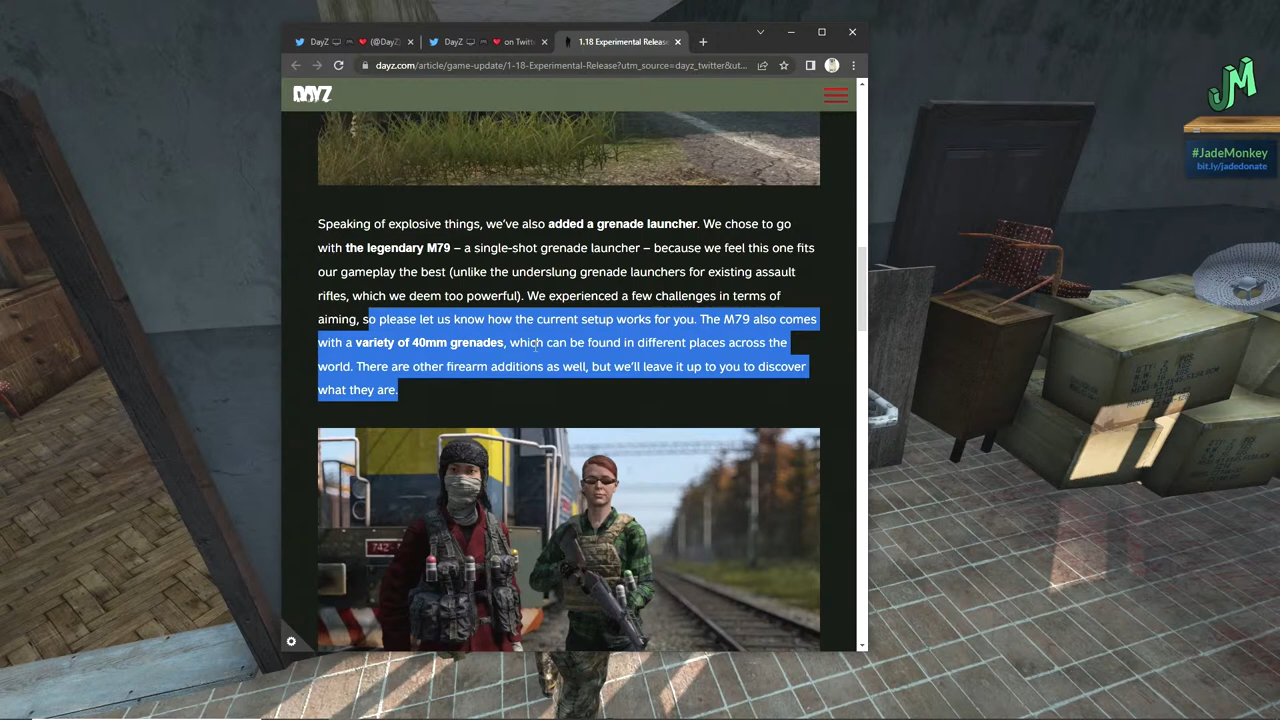 DayZ (@DayZ)
DayZ on Twitt
1.18 Experimental Release
dayz.com/article/game-update/1-18-Experimental-Release?utm_source=dayz_twitter&ut...
DAYZ
JM
#JadeMonkey
bit.ly/jadedonate
Speaking of explosive things, we've also added a grenade launcher. We chose to go
with the legendary M79 – a single-shot grenade launcher – because we feel this one fits
our gameplay the best (unlike the underslung grenade launchers for existing assault
rifles, which we deem too powerful). We experienced a few challenges in terms of
aiming, so please let us know how the current setup works for you. The M79 also comes
with a variety of 40mm grenades, which can be found in different places across the
world. There are other firearm additions as well, but we'll leave it up to you to discover
what they are.
742-